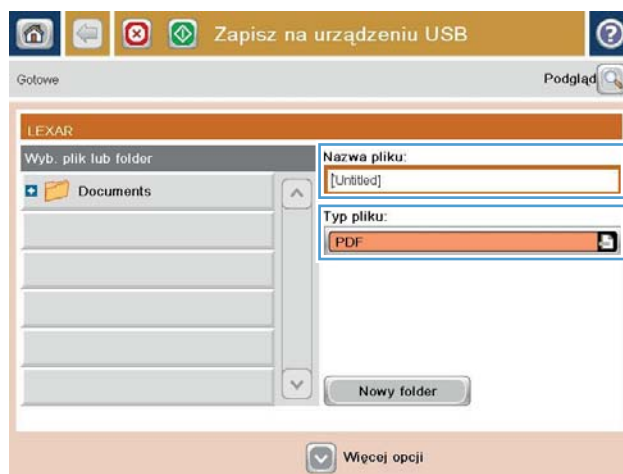 Zapisz na urządzeniu USB
Gotowe
Podgląd
LEXAR
Wyb. plik lub folder
Documents
Nazwa pliku:
[Untitled]
Typ pliku:
PDF
Nowy folder
Więcej opcji